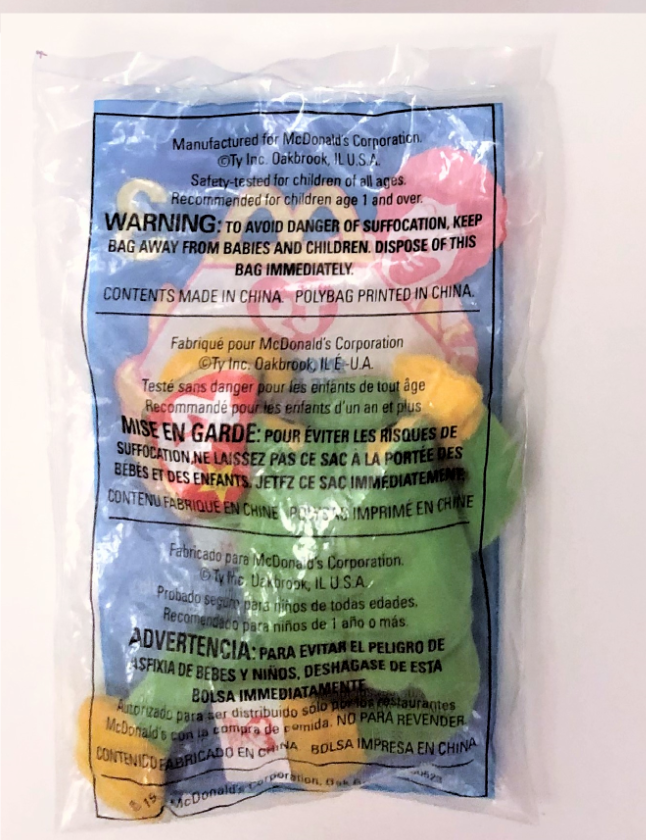 Manufactured for McDonald's Corporation.
©Ty Inc. Oakbrook, IL U.S.A.
Safety-tested for children of all ages.
Recommended for children age 1 and over.
WARNING: TO AVOID DANGER OF SUFFOCATION, KEEP
BAG AWAY FROM BABIES AND CHILDREN. DISPOSE OF THIS
BAG IMMEDIATELY.
CONTENTS MADE IN CHINA. POLYBAG PRINTED IN CHINA.
Fabriqué pour McDonald's Corporation
©Ty Inc. Oakbrook, IL É-U.A.
Testé sans danger pour les enfants de tout âge
Recommandé pour les enfants d'un an et plus
MISE EN GARDE: POUR ÉVITER LES RISQUES DE
SUFFOCATION, NE LAISSEZ PAS CE SAC À LA PORTÉE DES
BÉBÉS ET DES ENFANTS. JETEZ CE SAC IMMÉDIATEMENT.
CONTENU FABRIQUÉ EN CHINE POLYSAC IMPRIMÉ EN CHINE
Fabricado para McDonald's Corporation.
©Ty Inc. Oakbrook, IL U.S.A.
Probado seguro para niños de todas edades.
Recomendado para niños de 1 año o más.
ADVERTENCIA: PARA EVITAR EL PELIGRO DE
ASFIXIA DE BEBES Y NIÑOS, DESHAGASE DE ESTA
BOLSA IMMEDIATAMENTE.
Autorizado para ser distribuido sólo por los restaurantes
McDonald's con la compra de comida. NO PARA REVENDER.
CONTENIDO FABRICADO EN CHINA BOLSA IMPRESA EN CHINA
McDonald's Corporation, Oak